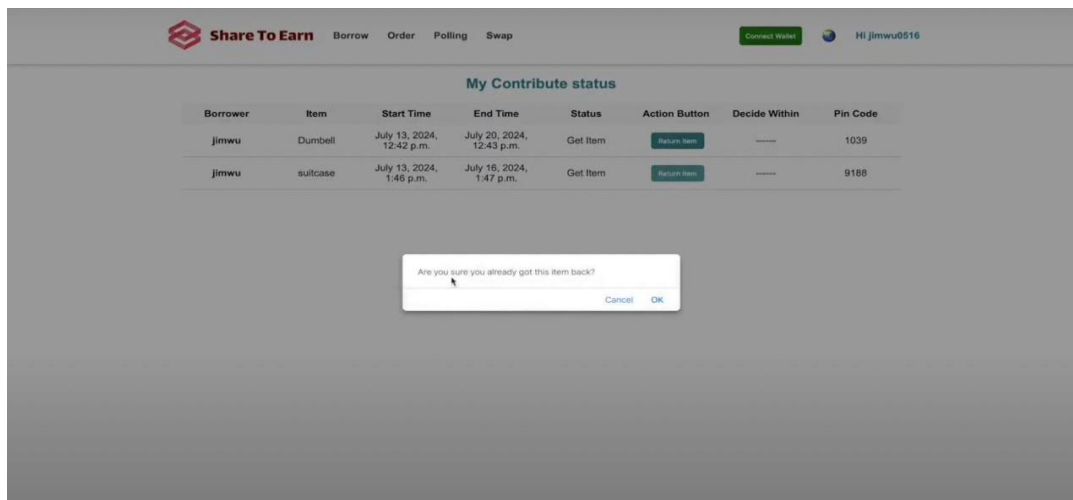 Share To Earn Borrow Order Polling Swap Connect Wallet Hi jimwu0516
My Contribute status
Borrower Item Start Time End Time Status Action Button Decide Within Pin Code
jimwu Dumbell July 13, 2024, 12:42 p.m. July 20, 2024, 12:43 p.m. Get Item Return Item ------- 1039
jimwu suitcase July 13, 2024, 1:46 p.m. July 16, 2024, 1:47 p.m. Get Item Return Item ------- 9188
Are you sure you already got this item back?
Cancel OK